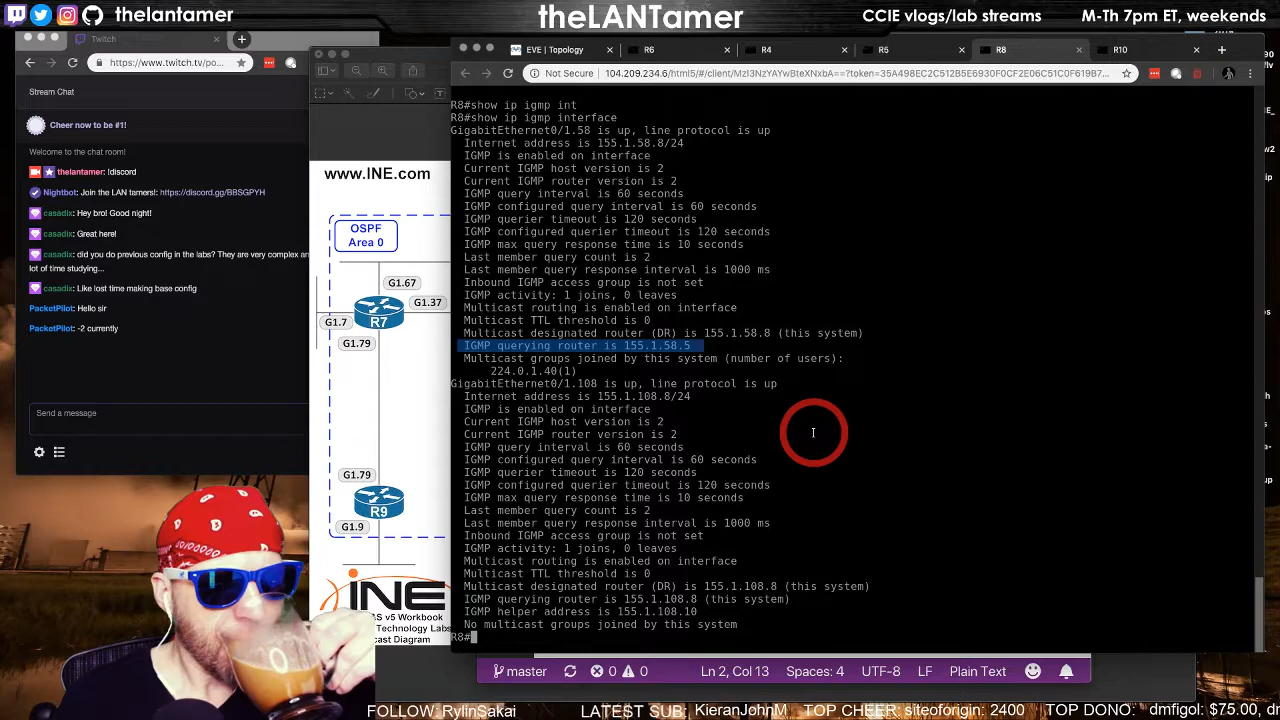 thelantamer
theLANTamer
CCIE vlogs/lab streams
M-Th 7pm ET, weekends
Twitch
https://www.twitch.tv/po...
Stream Chat
Cheer now to be #1!
Welcome to the chat room!
thelantamer: !discord
Nightbot: Join the LAN tamers! https://discord.gg/BBSGPYH
casadix: Hey bro! Good night!
casadix: Great here!
casadix: did you do previous config in the labs? They are very complex an
lot of time studying...
casadix: Like lost time making base config
PacketPilot: Hello sir
PacketPilot: -2 currently
Send a message
www.INE.com
OSPF
Area 0
G1.67
G1.37
R7
G1.7
G1.79
G1.79
R9
G1.9
INE
&S v5 Workbook
Technology Labs
cast Diagram
EVE | Topology
R6
R4
R5
R8
R10
Not Secure
R8#show ip igmp int
R8#show ip igmp interface
GigabitEthernet0/1.58 is up, line protocol is up
Internet address is 155.1.58.8/24
IGMP is enabled on interface
Current IGMP host version is 2
Current IGMP router version is 2
IGMP query interval is 60 seconds
IGMP configured query interval is 60 seconds
IGMP querier timeout is 120 seconds
IGMP configured querier timeout is 120 seconds
IGMP max query response time is 10 seconds
Last member query count is 2
Last member query response interval is 1000 ms
Inbound IGMP access group is not set
IGMP activity: 1 joins, 0 leaves
Multicast routing is enabled on interface
Multicast TTL threshold is 0
Multicast designated router (DR) is 155.1.58.8 (this system)
IGMP querying router is 155.1.58.5
Multicast groups joined by this system (number of users):
224.0.1.40(1)
GigabitEthernet0/1.108 is up, line protocol is up
Internet address is 155.1.108.8/24
IGMP is enabled on interface
Current IGMP host version is 2
Current IGMP router version is 2
IGMP query interval is 60 seconds
IGMP configured query interval is 60 seconds
IGMP querier timeout is 120 seconds
IGMP configured querier timeout is 120 seconds
IGMP max query response time is 10 seconds
Last member query count is 2
Last member query response interval is 1000 ms
Inbound IGMP access group is not set
IGMP activity: 1 joins, 0 leaves
Multicast routing is enabled on interface
Multicast TTL threshold is 0
Multicast designated router (DR) is 155.1.108.8 (this system)
IGMP querying router is 155.1.108.8 (this system)
IGMP helper address is 155.1.108.10
No multicast groups joined by this system
R8#
master
0
0
Ln 2, Col 13
Spaces: 4
UTF-8
LF
Plain Text
FOLLOW: RylinSakai
LATEST SUB: KieranJohnM
TOP CHEER: siteoforigin: 2400
TOP DONO: dmfigol: $75.00, dmf